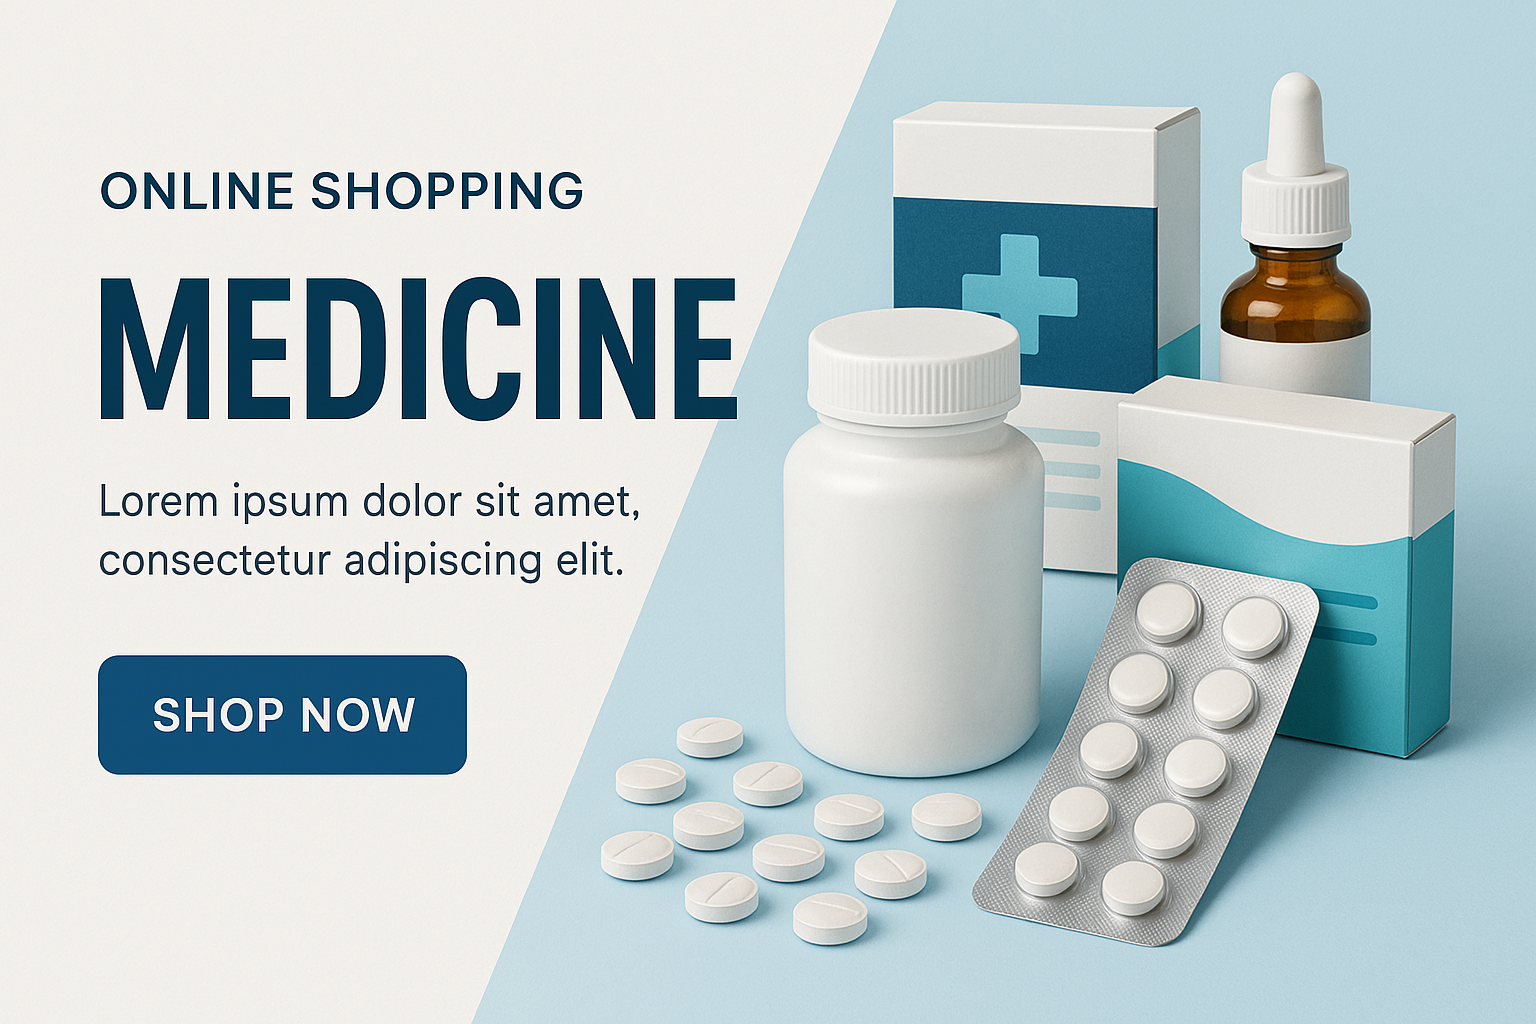 ONLINE SHOPPING
MEDICINE
Lorem ipsum dolor sit amet,
consectetur adipiscing elit.
SHOP NOW